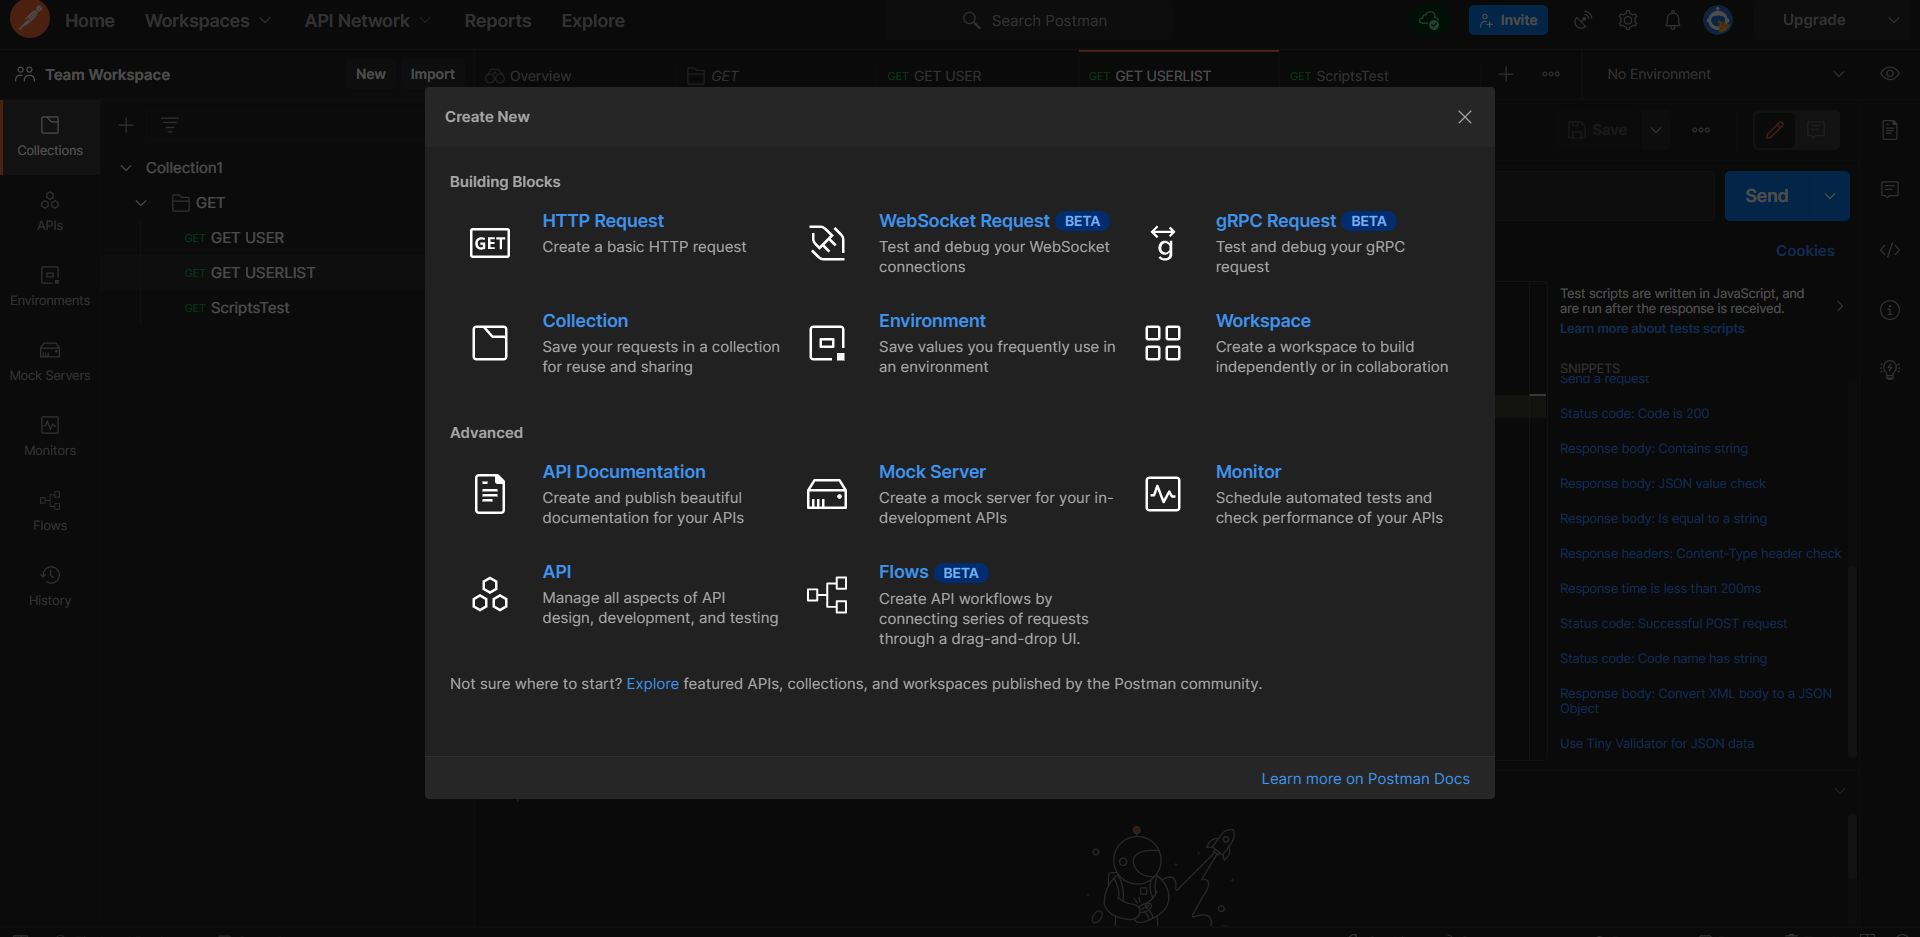 Home Workspaces API Network Reports Explore Search Postman Invite Upgrade
Team Workspace New Import Overview GET GET GET USER GET GET USERLIST GET ScriptsTest No Environment
Create New
Save
Collections
APIs
Environments
Mock Servers
Monitors
Flows
History
Collection1
GET
GET GET USER
GET GET USERLIST
GET ScriptsTest
Building Blocks
GET
HTTP Request
Create a basic HTTP request
WebSocket Request BETA
Test and debug your WebSocket
connections
g
gRPC Request BETA
Test and debug your gRPC
request
Collection
Save your requests in a collection
for reuse and sharing
Environment
Save values you frequently use in
an environment
Workspace
Create a workspace to build
independently or in collaboration
Advanced
API Documentation
Create and publish beautiful
documentation for your APIs
Mock Server
Create a mock server for your in-
development APIs
Monitor
Schedule automated tests and
check performance of your APIs
API
Manage all aspects of API
design, development, and testing
Flows BETA
Create API workflows by
connecting series of requests
through a drag-and-drop UI.
Not sure where to start? Explore featured APIs, collections, and workspaces published by the Postman community.
Learn more on Postman Docs
Send
Cookies
Test scripts are written in JavaScript, and
are run after the response is received.
Learn more about tests scripts
SNIPPETS
Send a request
Status code: Code is 200
Response body: Contains string
Response body: JSON value check
Response body: Is equal to a string
Response headers: Content-Type header check
Response time is less than 200ms
Status code: Successful POST request
Status code: Code name has string
Response body: Convert XML body to a JSON
Object
Use Tiny Validator for JSON data